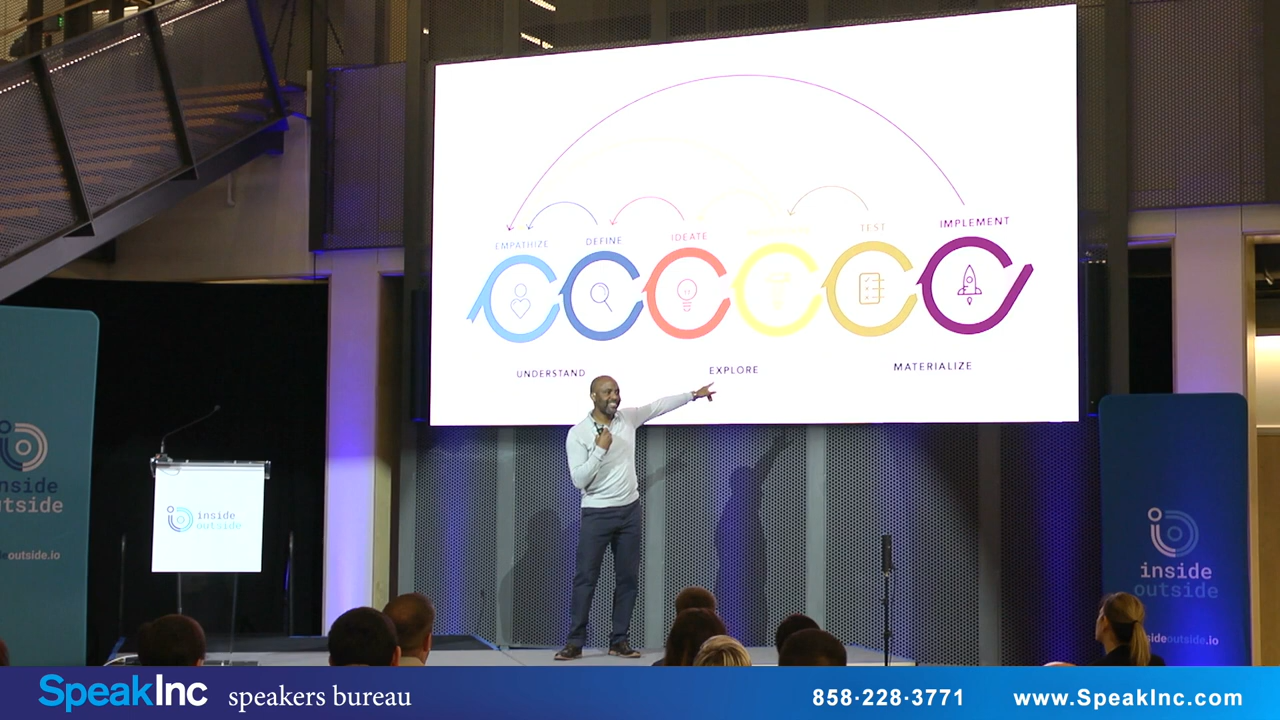 EMPATHIZE
DEFINE
IDEATE
TEST
IMPLEMENT
UNDERSTAND
EXPLORE
MATERIALIZE
inside
outside
inside
outside
outside.io
inside
outside
sideoutside.io
SpeakInc speakers bureau
858·228·3771
www.SpeakInc.com